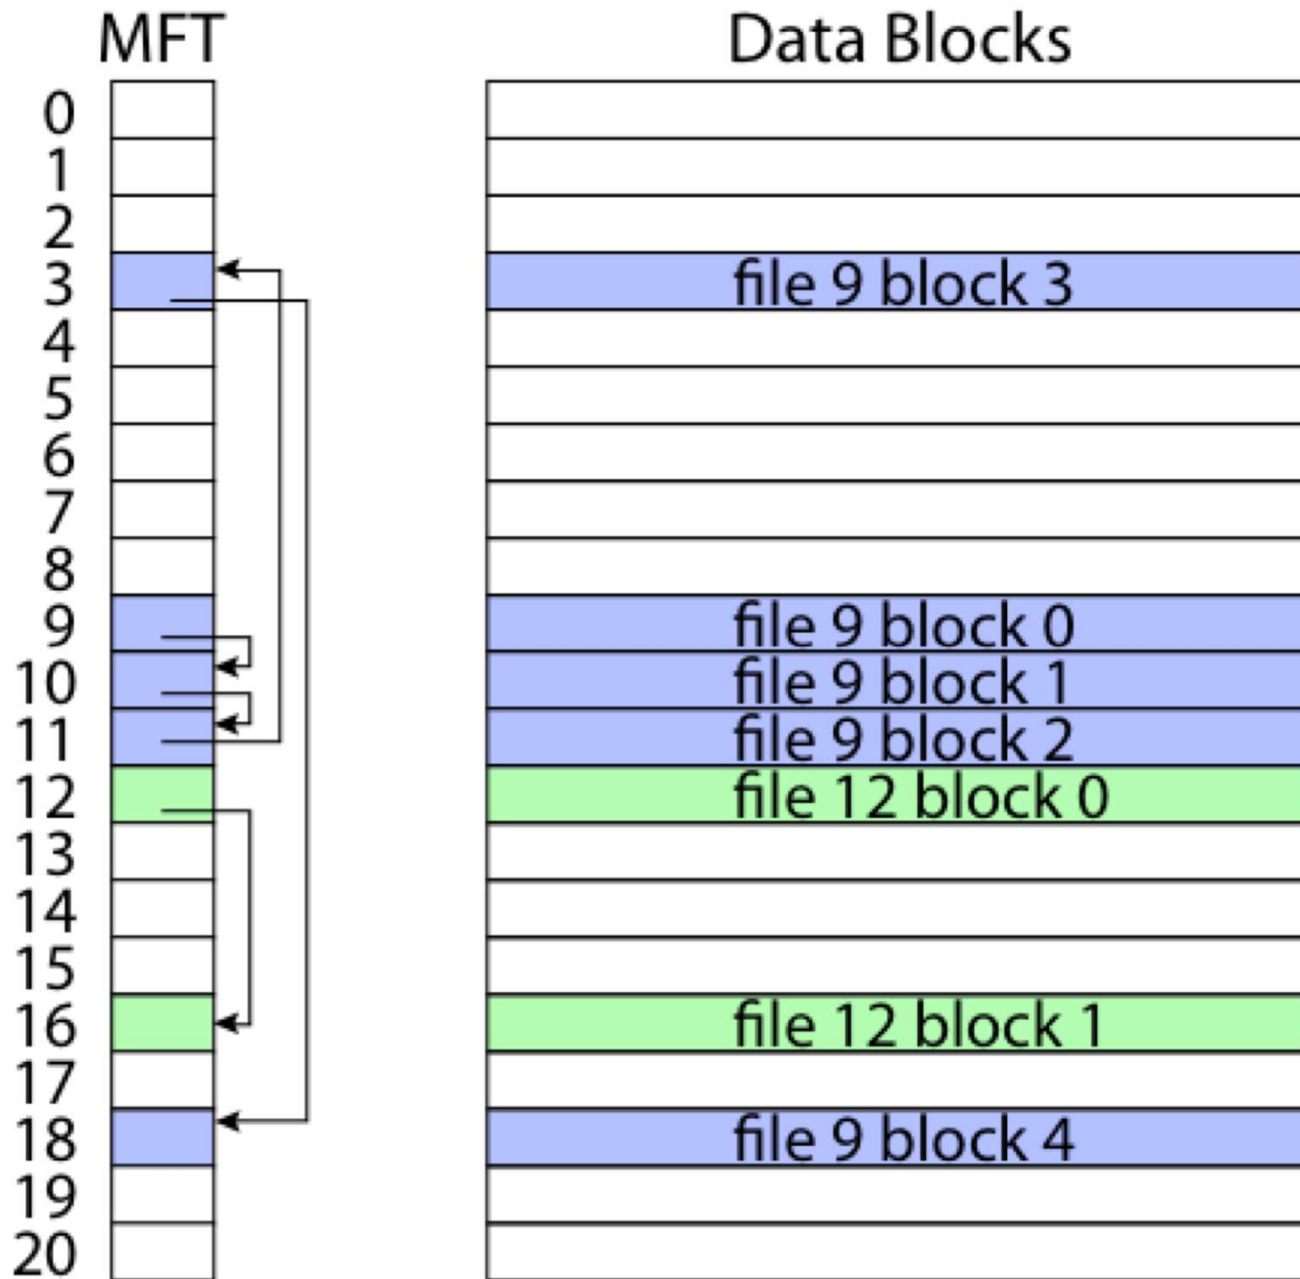 MFT Data Blocks
0
1
2
3 file 9 block 3
4
5
6
7
8
9 file 9 block 0
10 file 9 block 1
11 file 9 block 2
12 file 12 block 0
13
14
15
16 file 12 block 1
17
18 file 9 block 4
19
20